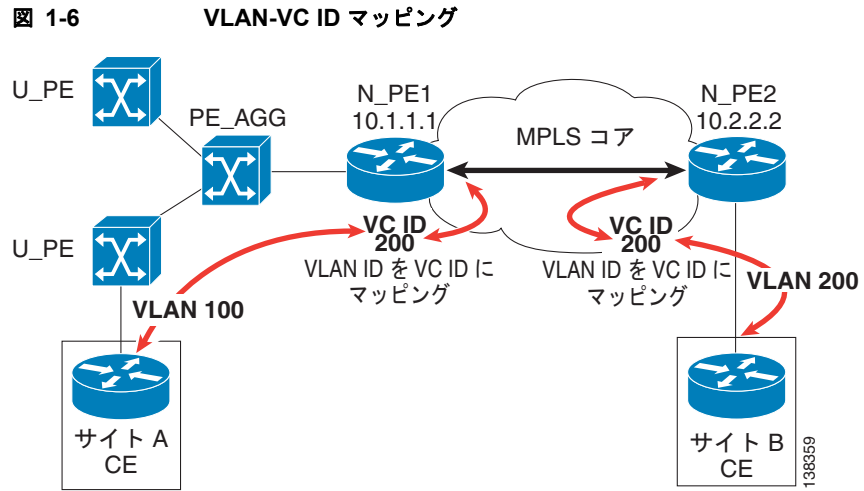 図 1-6 VLAN-VC ID マッピング
U_PE
PE_AGG
N_PE1
10.1.1.1
MPLS コア
N_PE2
10.2.2.2
U_PE
VC ID
200
VLAN ID を VC ID に
マッピング
VC ID
200
VLAN ID を VC ID に
マッピング
VLAN 100
VLAN 200
サイト A
CE
サイト B
CE
138359